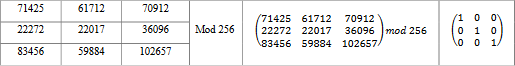 71425 61712 70912
22272 22017 36096
83456 59884 102657
Mod 256
(71425 61712 70912
22272 22017 36096
83456 59884 102657) mod 256
(1 0 0
0 1 0
0 0 1)